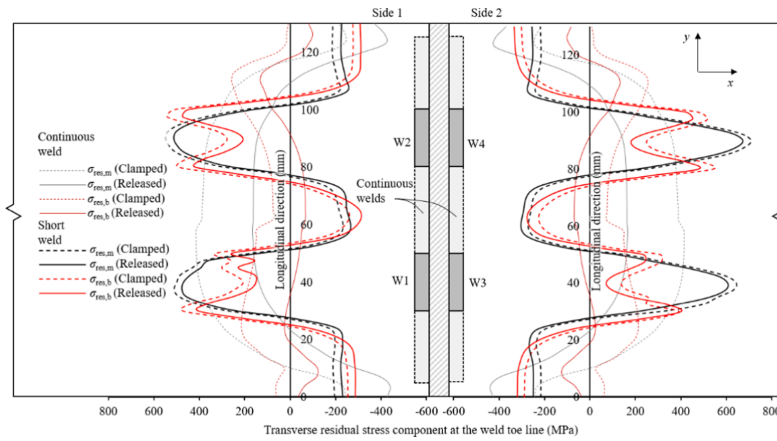 Side 1
Side 2
y
x
120
120
100
100
80
80
60
60
40
40
20
20
0
0
Longitudinal direction (mm)
Longitudinal direction (mm)
W2
W4
Continuous
welds
W1
W3
Continuous
weld
σres,m (Clamped)
σres,m (Released)
σres,b (Clamped)
σres,b (Released)
Short
weld
σres,m (Clamped)
σres,m (Released)
σres,b (Clamped)
σres,b (Released)
800 600 400 200 0 -200 -400 -600 -600 -400 -200 0 200 400 600 800
Transverse residual stress component at the weld toe line (MPa)